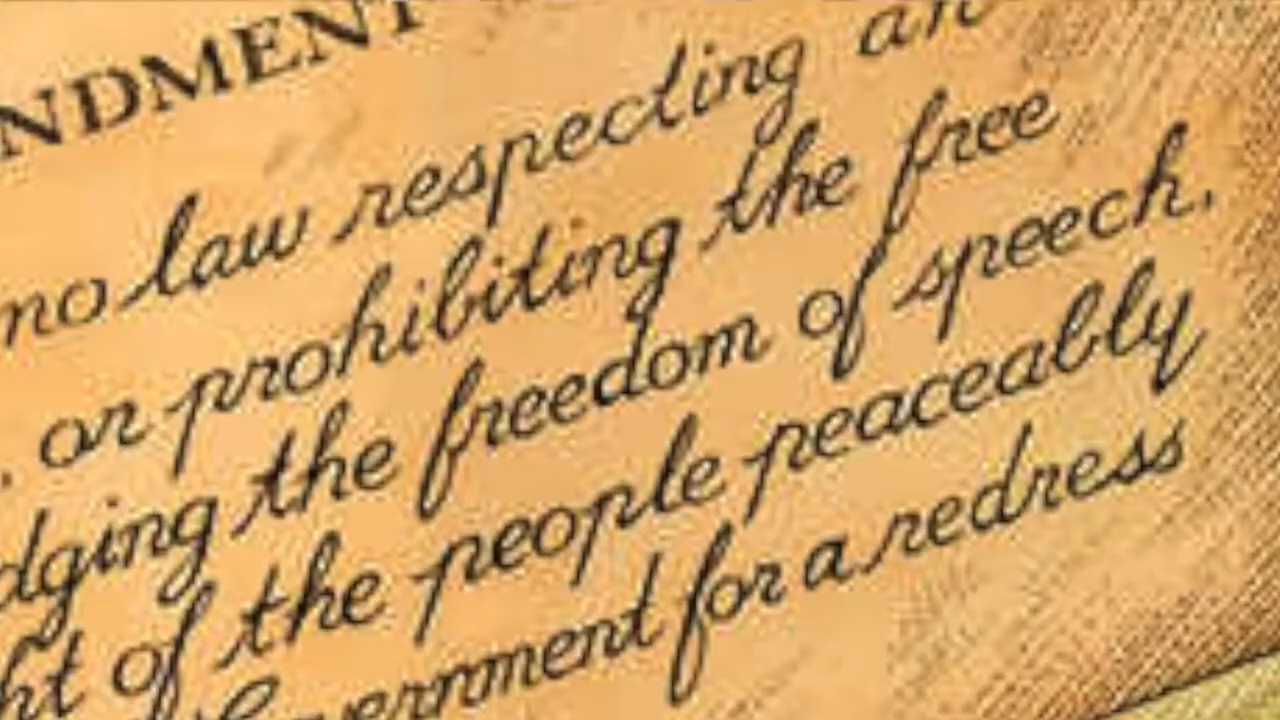 NDMENT
no law respecting an
, or prohibiting the free
dging the freedom of speech,
ht of the people peaceably
vernment for a redress